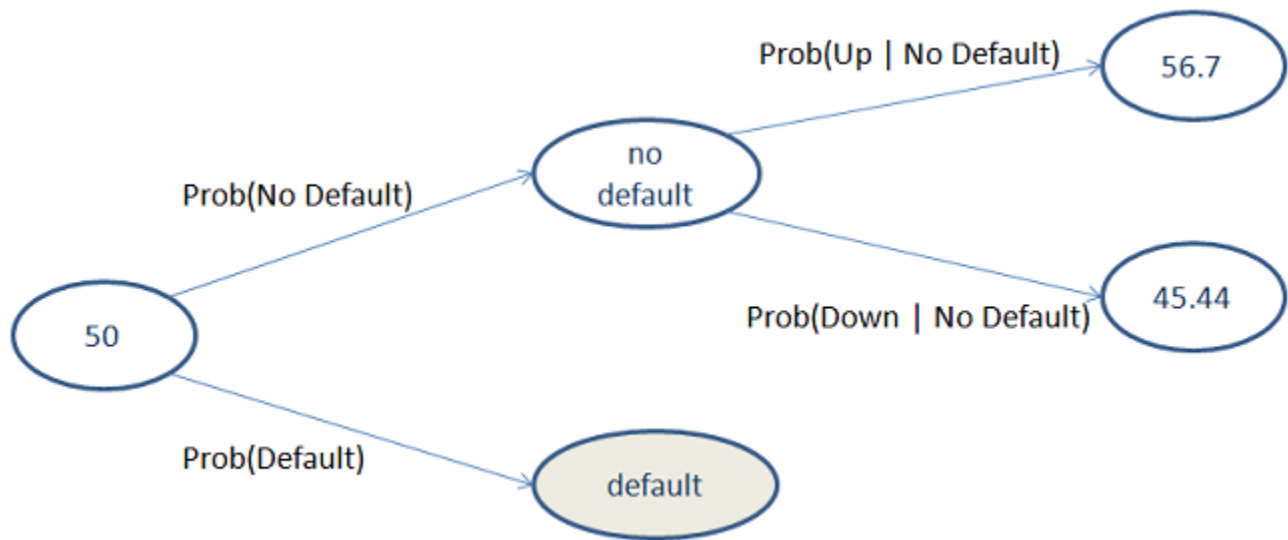 Prob(Up | No Default)
56.7
no
default
Prob(No Default)
45.44
Prob(Down | No Default)
50
Prob(Default)
default